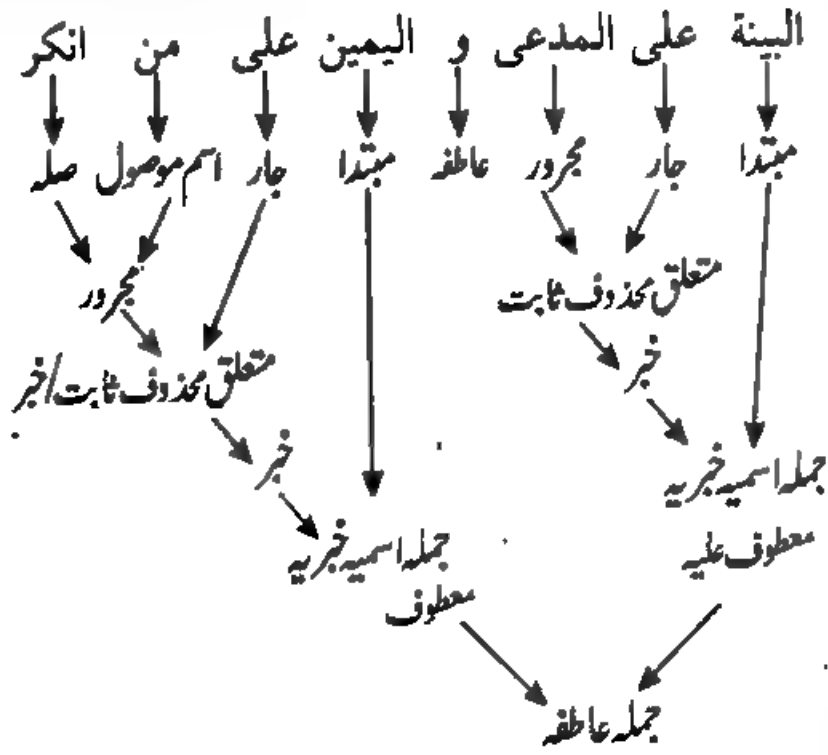 البينة على المدعى و اليمين على من انكر
مبتدا جار مجرور عاطفہ مبتدا جار اسم موصول صلہ
متعلق محذوف ثابت مجرور
خبر متعلق محذوف ثابت/خبر
جملہ اسمیہ خبریہ خبر
معطوف علیہ جملہ اسمیہ خبریہ
معطوف
جملہ عاطفہ